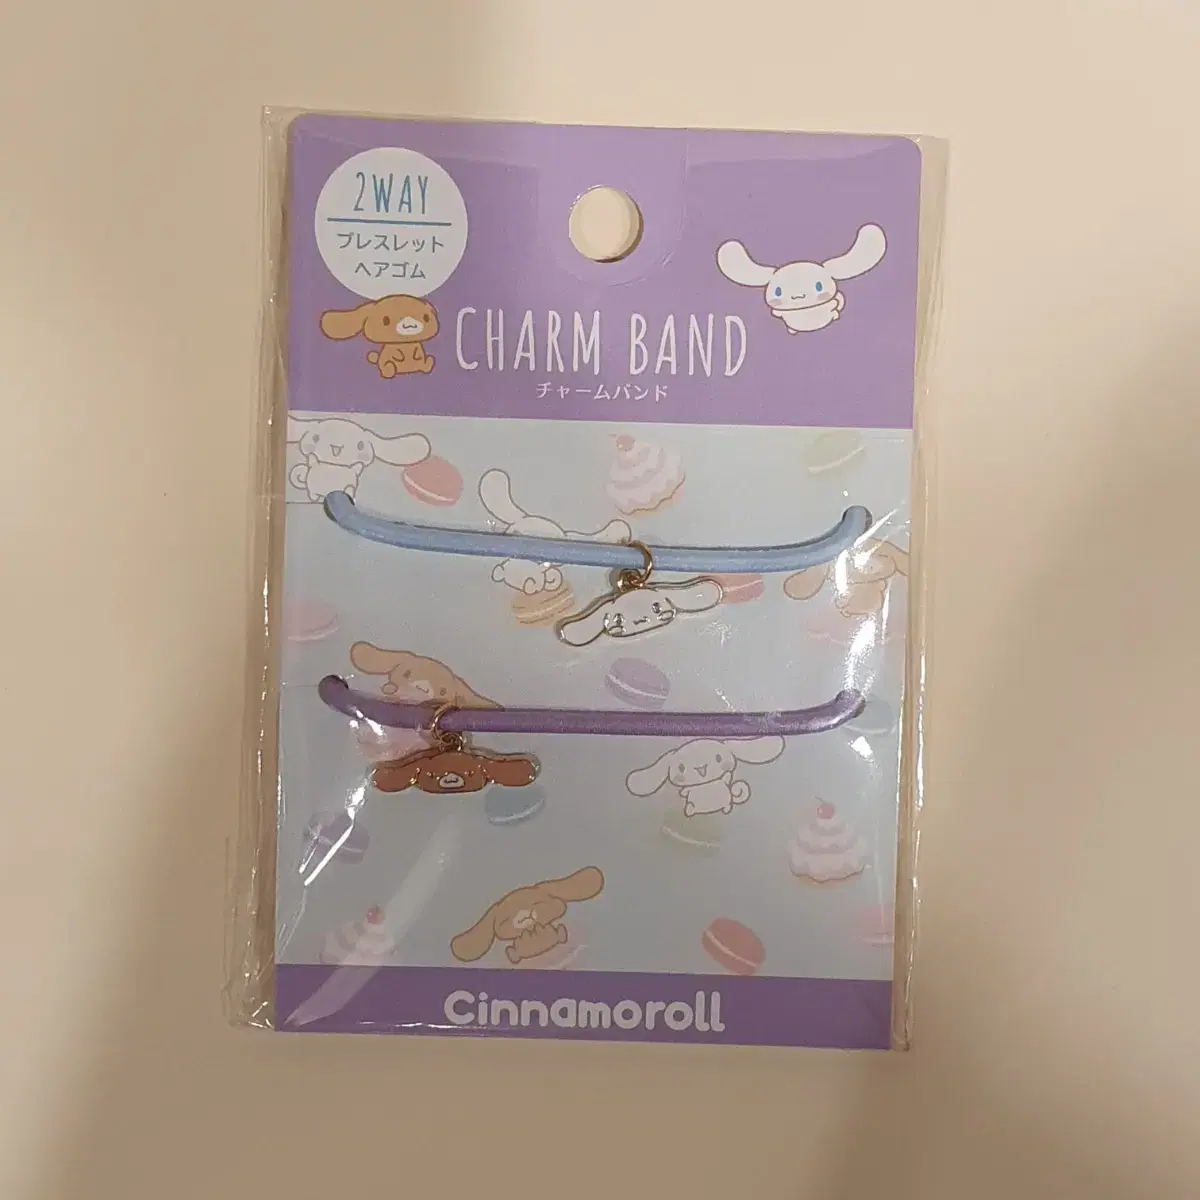 2WAY
ブレスレット
ヘアゴム
CHARM BAND
チャームバンド
Cinnamoroll